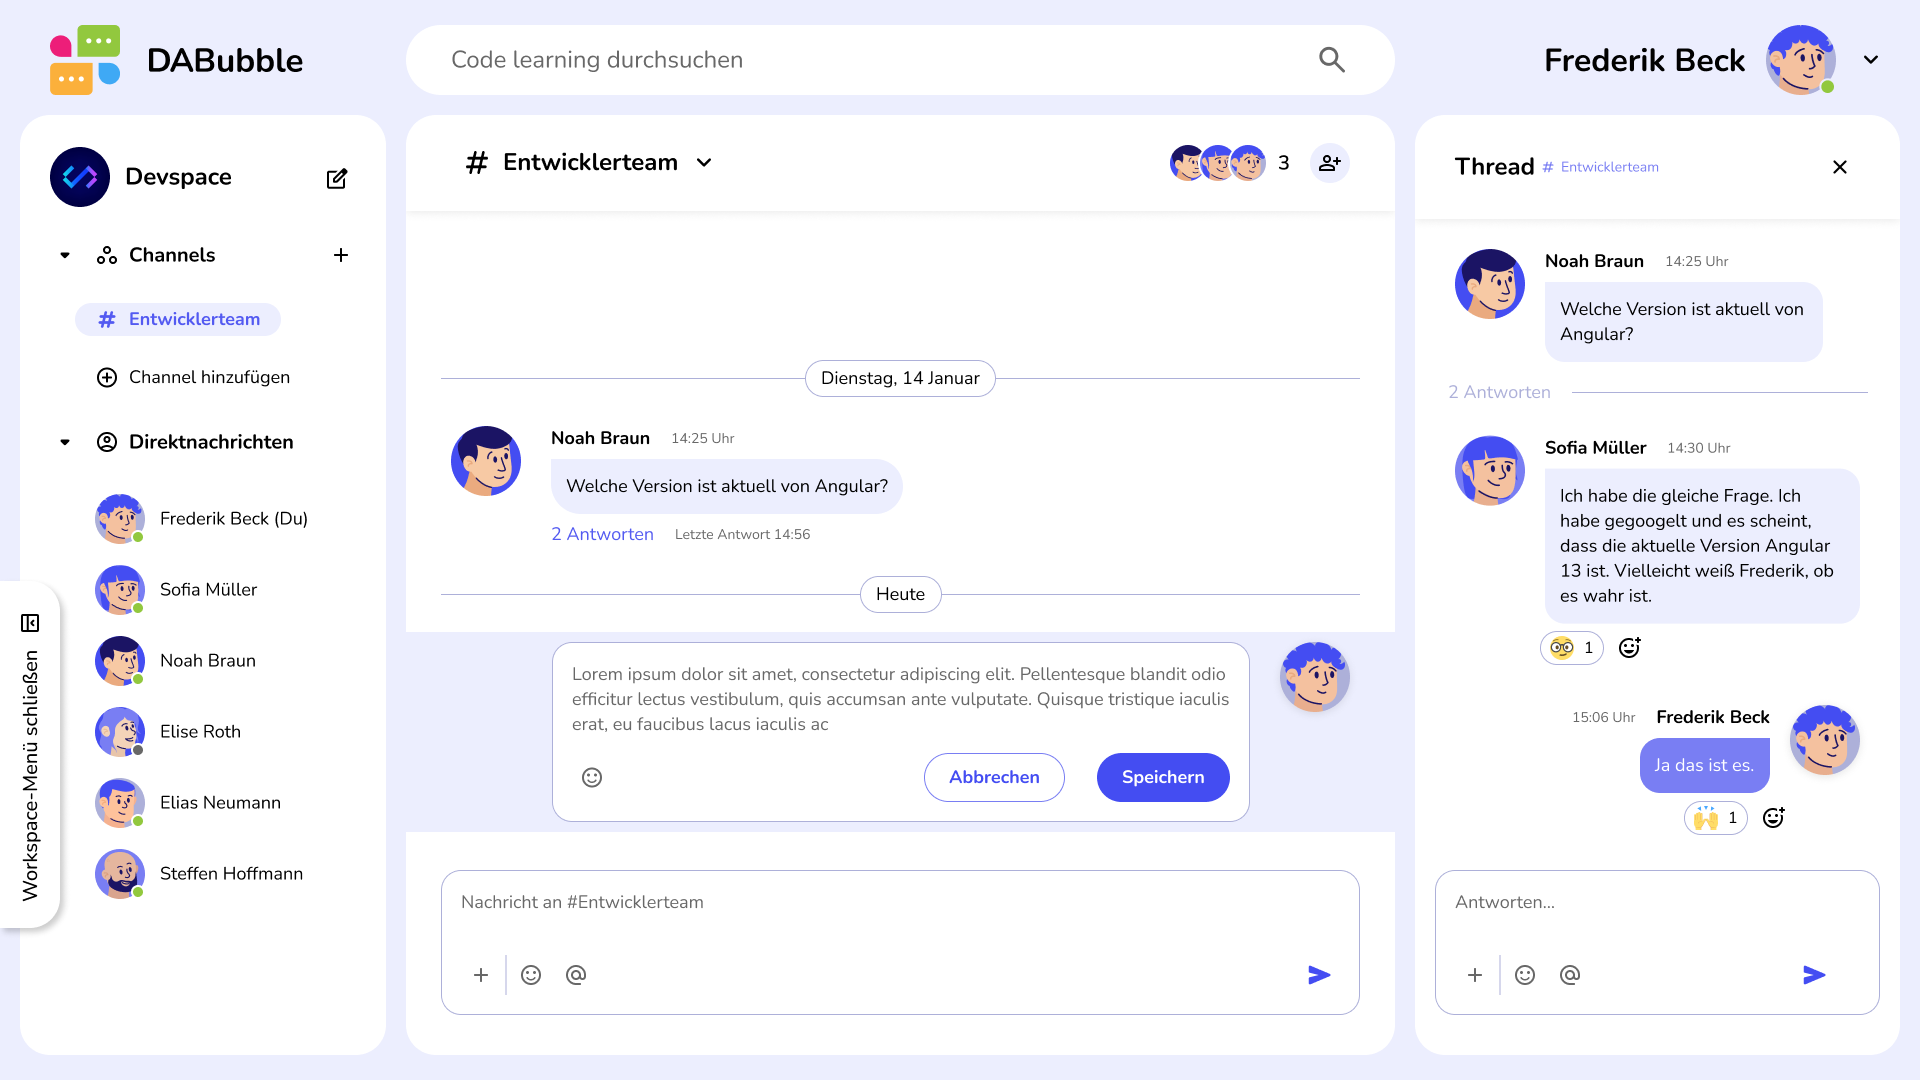 DABubble
Code learning durchsuchen
Frederik Beck
Devspace
Channels
# Entwicklerteam
Channel hinzufügen
Direktnachrichten
Frederik Beck (Du)
Sofia Müller
Noah Braun
Elise Roth
Elias Neumann
Steffen Hoffmann
Workspace-Menü schließen
# Entwicklerteam
3
Dienstag, 14 Januar
Noah Braun 14:25 Uhr
Welche Version ist aktuell von Angular?
2 Antworten Letzte Antwort 14:56
Heute
Lorem ipsum dolor sit amet, consectetur adipiscing elit. Pellentesque blandit odio
efficitur lectus vestibulum, quis accumsan ante vulputate. Quisque tristique iaculis
erat, eu faucibus lacus iaculis ac
Abbrechen Speichern
Nachricht an #Entwicklerteam
@
Thread # Entwicklerteam
Noah Braun 14:25 Uhr
Welche Version ist aktuell von
Angular?
2 Antworten
Sofia Müller 14:30 Uhr
Ich habe die gleiche Frage. Ich
habe gegoogelt und es scheint,
dass die aktuelle Version Angular
13 ist. Vielleicht weiß Frederik, ob
es wahr ist.
1
15:06 Uhr Frederik Beck
Ja das ist es.
1
Antworten...
@